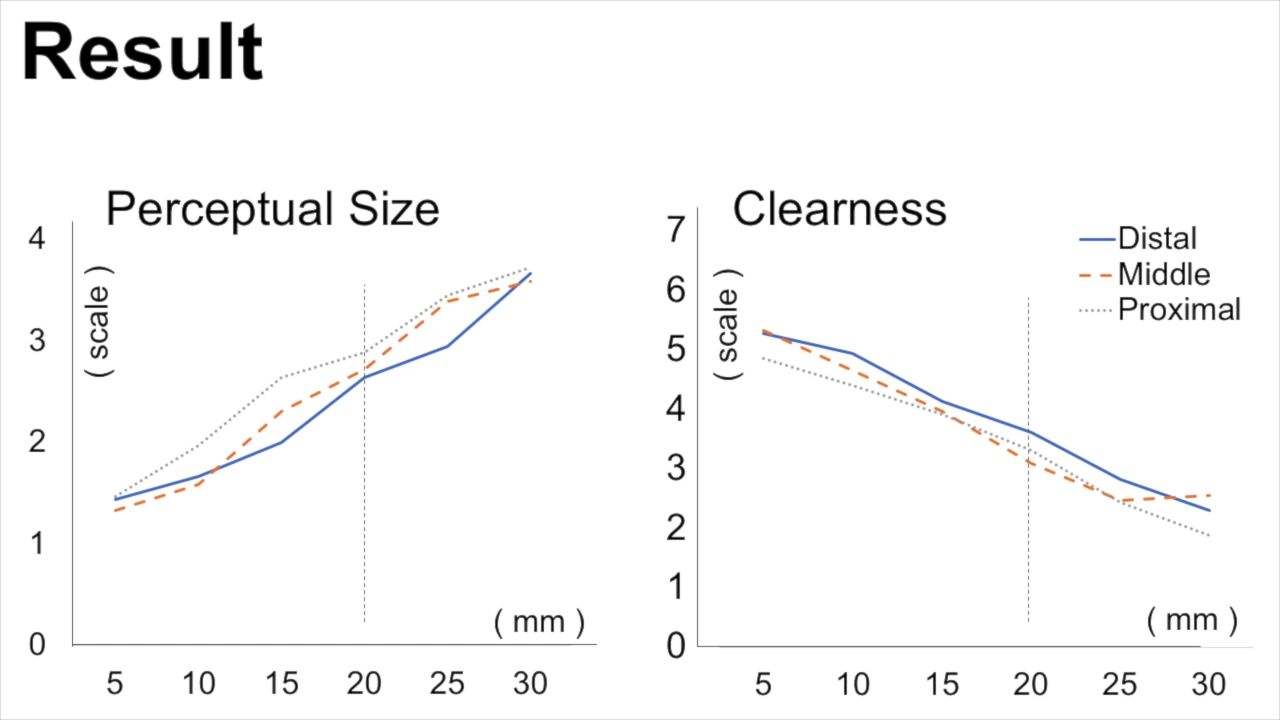 Result
Perceptual Size
4
3
2
1
0
( scale )
( mm )
5 10 15 20 25 30
Clearness
7
6
5
4
3
2
1
0
( scale )
Distal
Middle
Proximal
( mm )
5 10 15 20 25 30